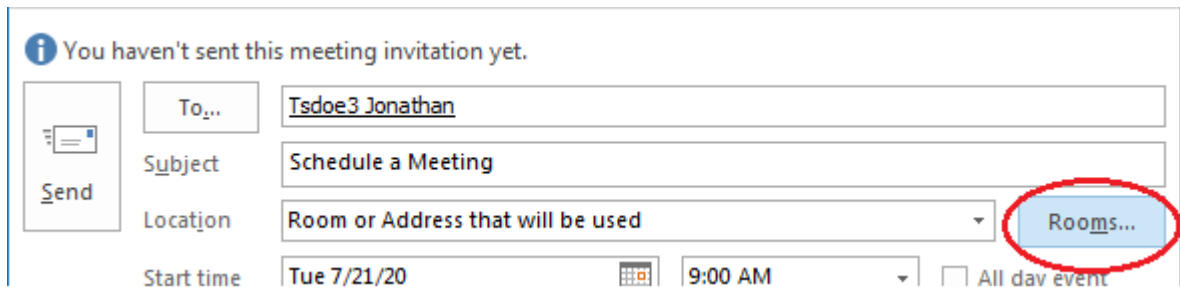 You haven't sent this meeting invitation yet.
To... Tsdoe3 Jonathan
Subject Schedule a Meeting
Send
Location Room or Address that will be used Rooms...
Start time Tue 7/21/20 9:00 AM All day event